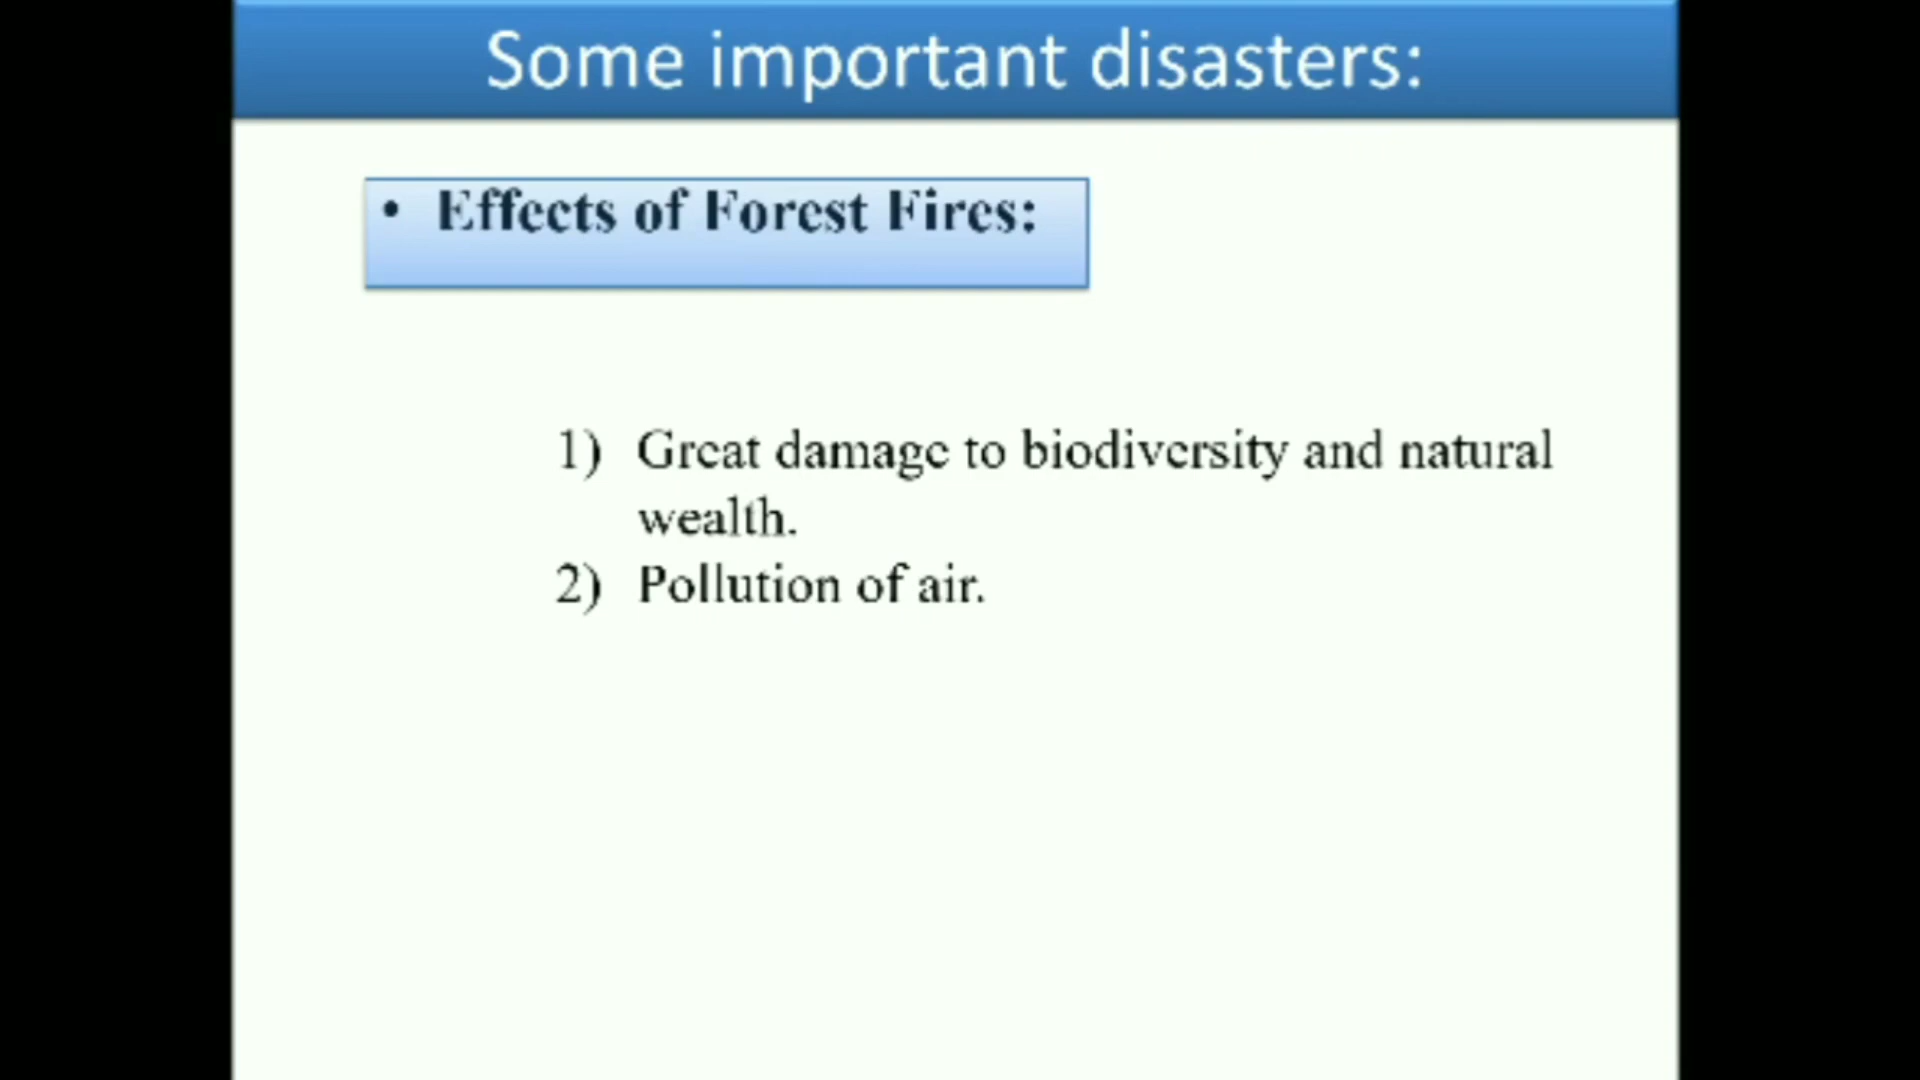 Some important disasters:
• Effects of Forest Fires:
1) Great damage to biodiversity and natural
wealth.
2) Pollution of air.